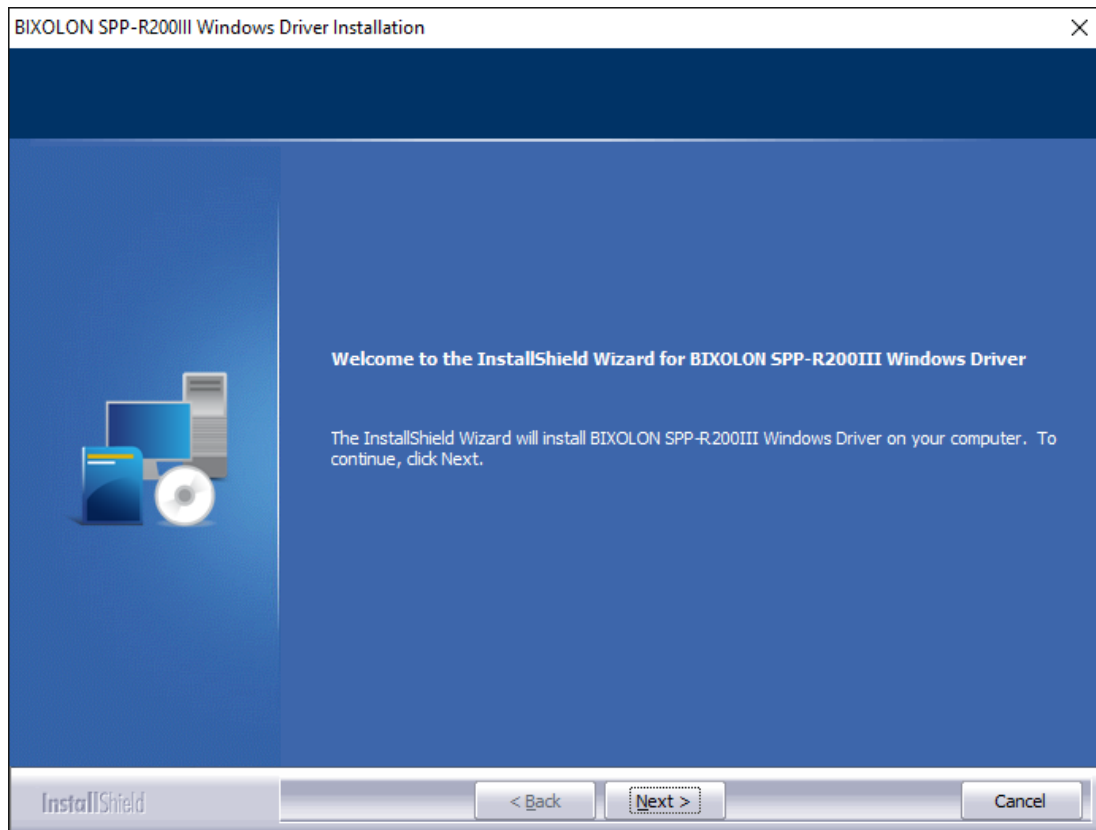 BIXOLON SPP-R200III Windows Driver Installation
Welcome to the InstallShield Wizard for BIXOLON SPP-R200III Windows Driver
The InstallShield Wizard will install BIXOLON SPP-R200III Windows Driver on your computer. To
continue, click Next.
InstallShield
< Back
Next >
Cancel